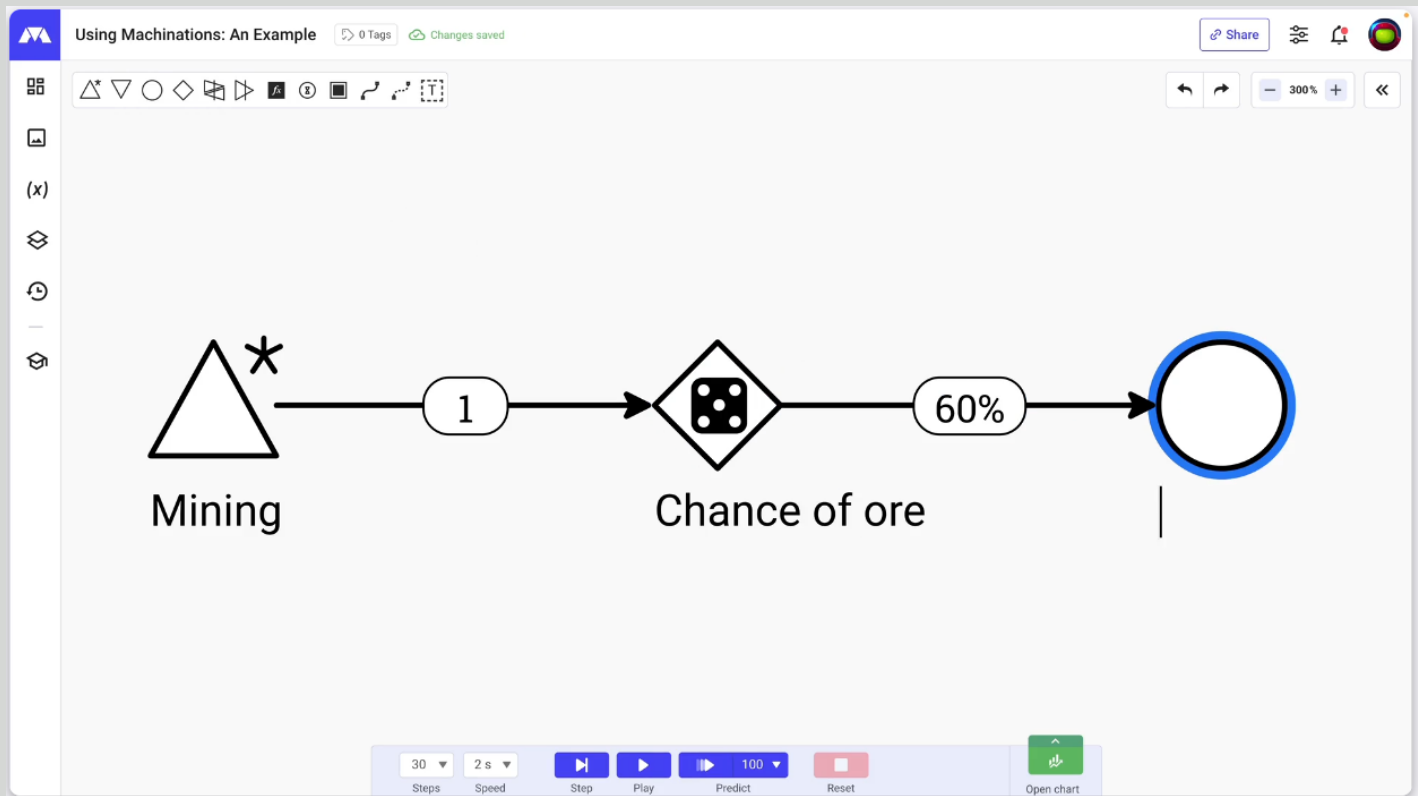 Using Machinations: An Example
0 Tags
Changes saved
Share
fx
T
300%
(x)
1
60%
Mining
Chance of ore
30
2 s
100
Steps
Speed
Step
Play
Predict
Reset
Open chart